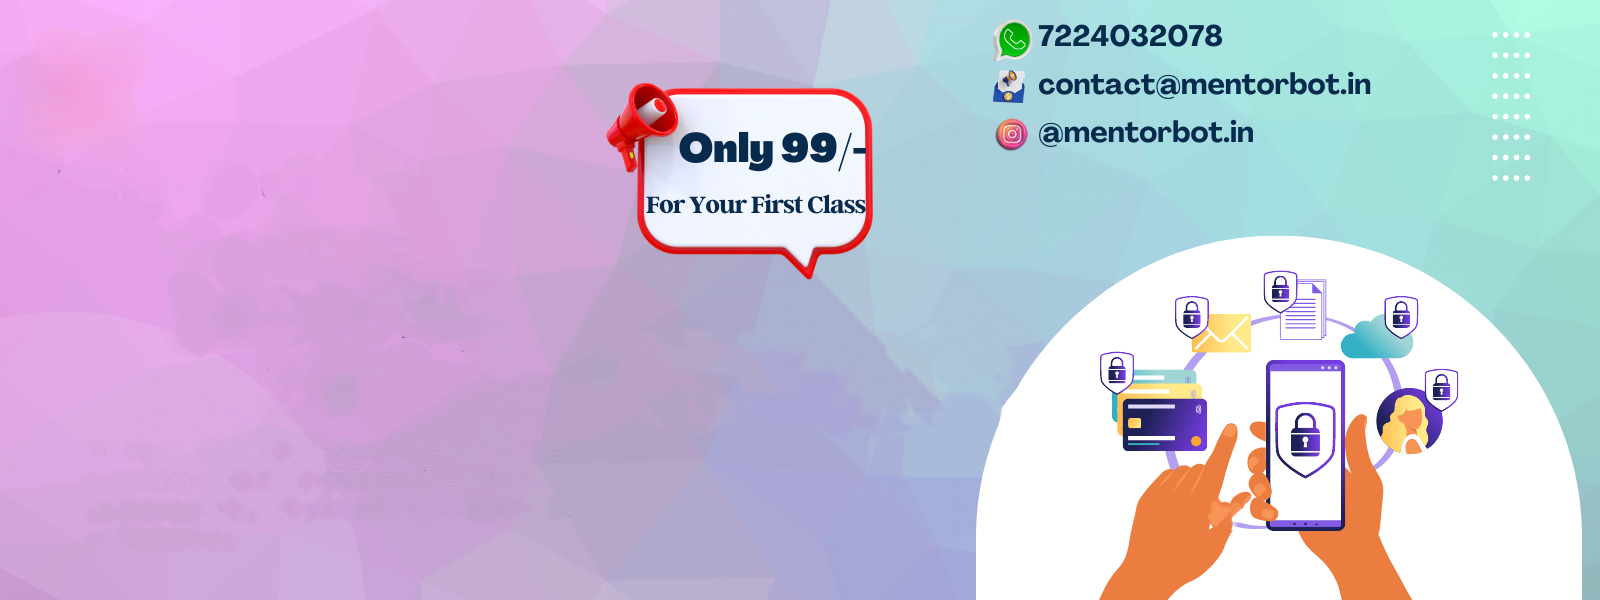 7224032078
contact@mentorbot.in
@mentorbot.in
Only 99/-
For Your First Class